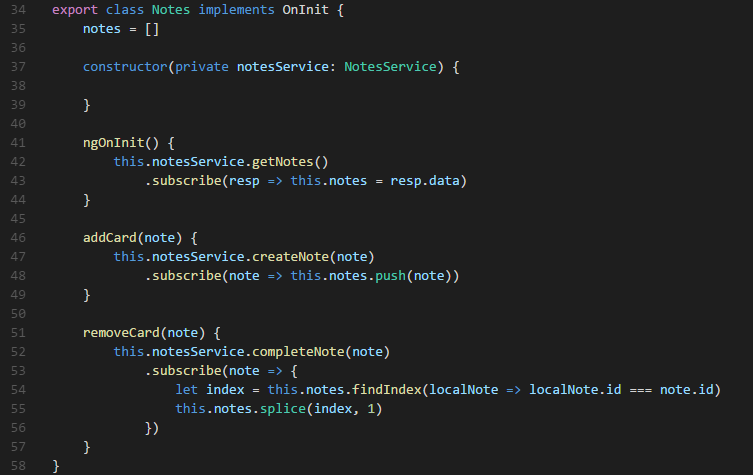 34 export class Notes implements OnInit {
35     notes = []
36
37     constructor(private notesService: NotesService) {
38
39     }
40
41     ngOnInit() {
42         this.notesService.getNotes()
43             .subscribe(resp => this.notes = resp.data)
44     }
45
46     addCard(note) {
47         this.notesService.createNote(note)
48             .subscribe(note => this.notes.push(note))
49     }
50
51     removeCard(note) {
52         this.notesService.completeNote(note)
53             .subscribe(note => {
54                 let index = this.notes.findIndex(localNote => localNote.id === note.id)
55                 this.notes.splice(index, 1)
56             })
57     }
58 }